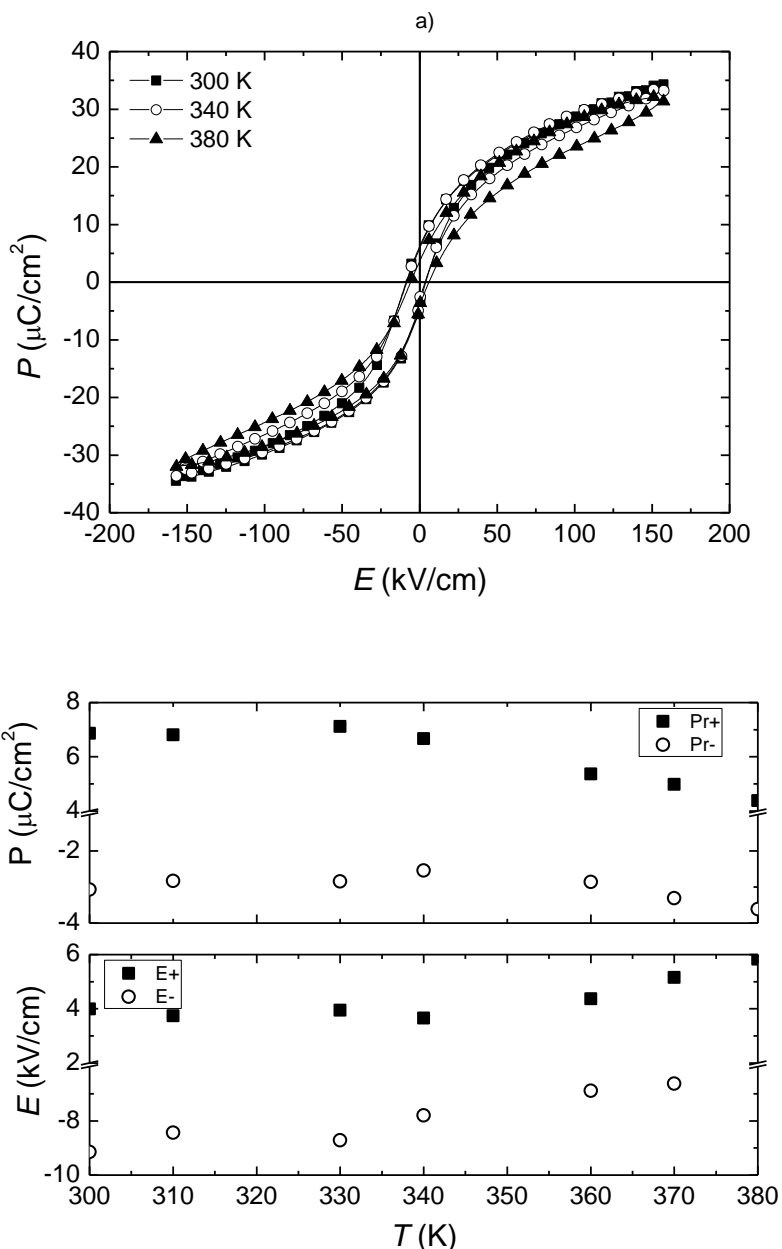 a)
40
30
20
10
0
-10
-20
-30
-40
300 K
340 K
380 K
P (μC/cm²)
-200 -150 -100 -50 0 50 100 150 200
E (kV/cm)
8
6
4
-2
-4
Pr+
Pr-
P (μC/cm²)
6
4
2
-8
-10
E+
E-
E (kV/cm)
300 310 320 330 340 350 360 370 380
T (K)